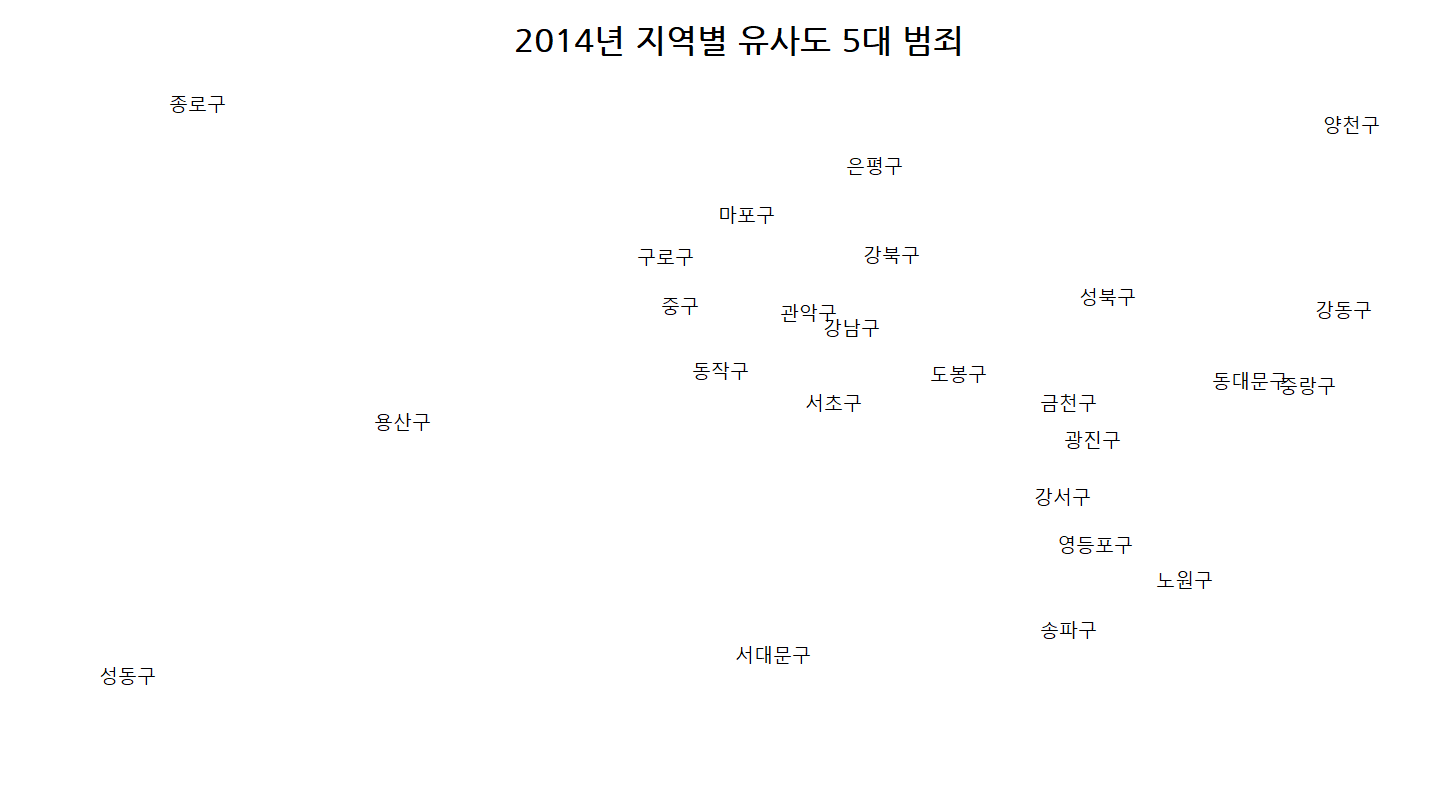 2014년 지역별 유사도 5대 범죄
종로구
양천구
은평구
마포구
강북구
구로구
성북구
중구
강동구
관악구
강남구
동작구
도봉구
동대문구
중랑구
서초구
금천구
용산구
광진구
강서구
영등포구
노원구
송파구
서대문구
성동구